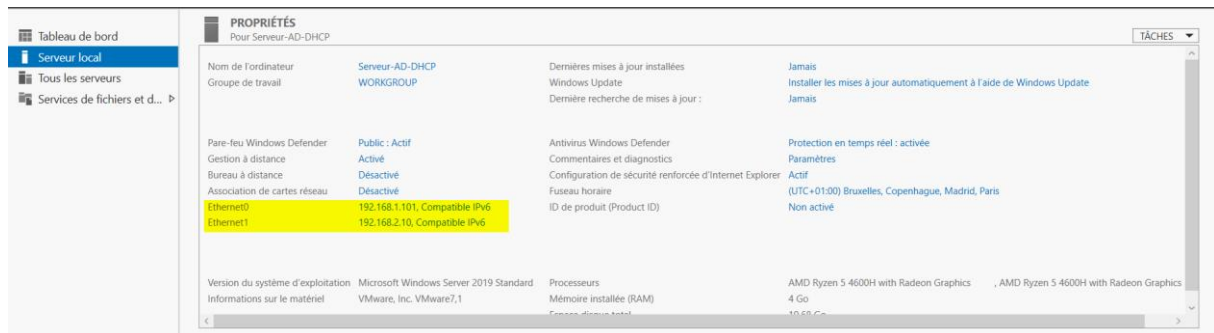 PROPRIÉTÉS
Pour Serveur-AD-DHCP
TÂCHES
Tableau de bord
Serveur local
Tous les serveurs
Services de fichiers et d...
Nom de l'ordinateur Serveur-AD-DHCP Dernières mises à jour installées Jamais
Groupe de travail WORKGROUP Windows Update Installer les mises à jour automatiquement à l'aide de Windows Update
Dernière recherche de mises à jour : Jamais
Pare-feu Windows Defender Public : Actif Antivirus Windows Defender Protection en temps réel : activée
Gestion à distance Activé Commentaires et diagnostics Paramètres
Bureau à distance Désactivé Configuration de sécurité renforcée d'Internet Explorer Actif
Association de cartes réseau Désactivé Fuseau horaire (UTC+01:00) Bruxelles, Copenhague, Madrid, Paris
Ethernet0 192.168.1.101, Compatible IPv6 ID de produit (Product ID) Non activé
Ethernet1 192.168.2.10, Compatible IPv6
Version du système d'exploitation Microsoft Windows Server 2019 Standard Processeurs AMD Ryzen 5 4600H with Radeon Graphics , AMD Ryzen 5 4600H with Radeon Graphics
Informations sur le matériel VMware, Inc. VMware7,1 Mémoire installée (RAM) 4 Go
Espace disque total